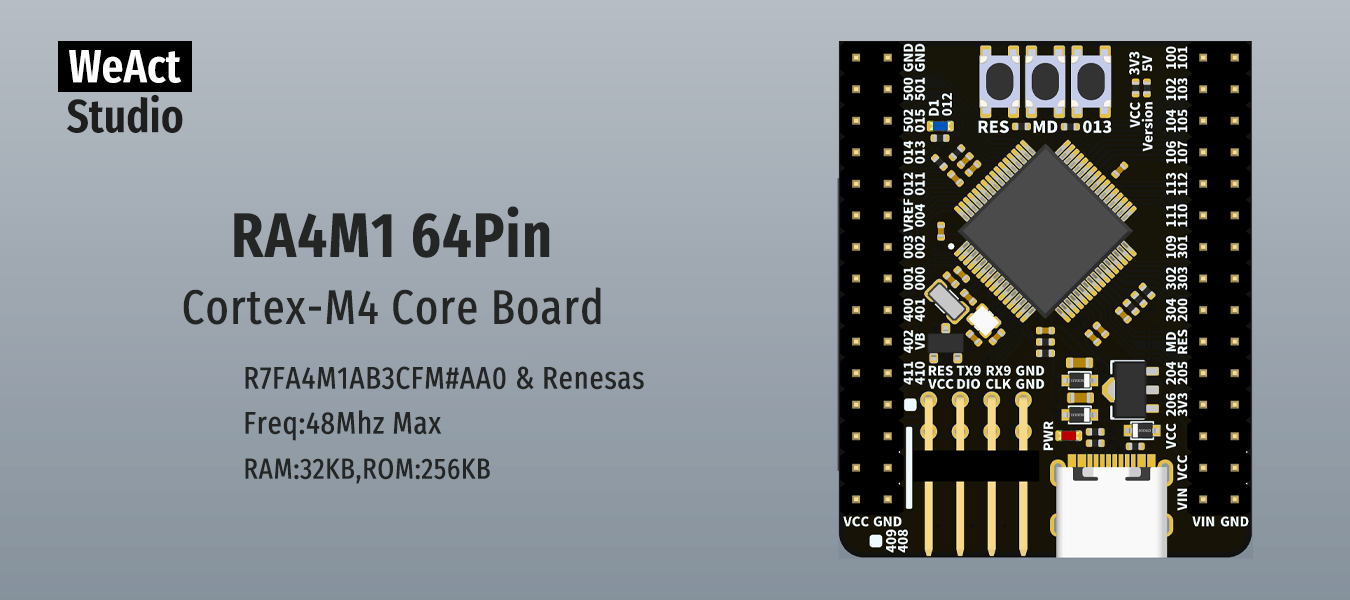 WeAct
Studio
RA4M1 64Pin
Cortex-M4 Core Board
R7FA4M1AB3CFM#AA0 & Renesas
Freq:48Mhz Max
RAM:32KB,ROM:256KB
GND
GND
500
501
502
015
014
013
012
011
VREF
004
003
002
001
000
400
401
402
VB
411
410
D1
012
RES MD 013
3V3
5V
VCC
Version
100
101
102
103
104
105
106
107
113
112
111
110
109
301
302
303
304
200
MD
RES
204
205
206
3V3
VCC
VCC
VIN
RES TX9 RX9 GND
VCC DIO CLK GND
PWR
VCC GND
409
408
VIN GND